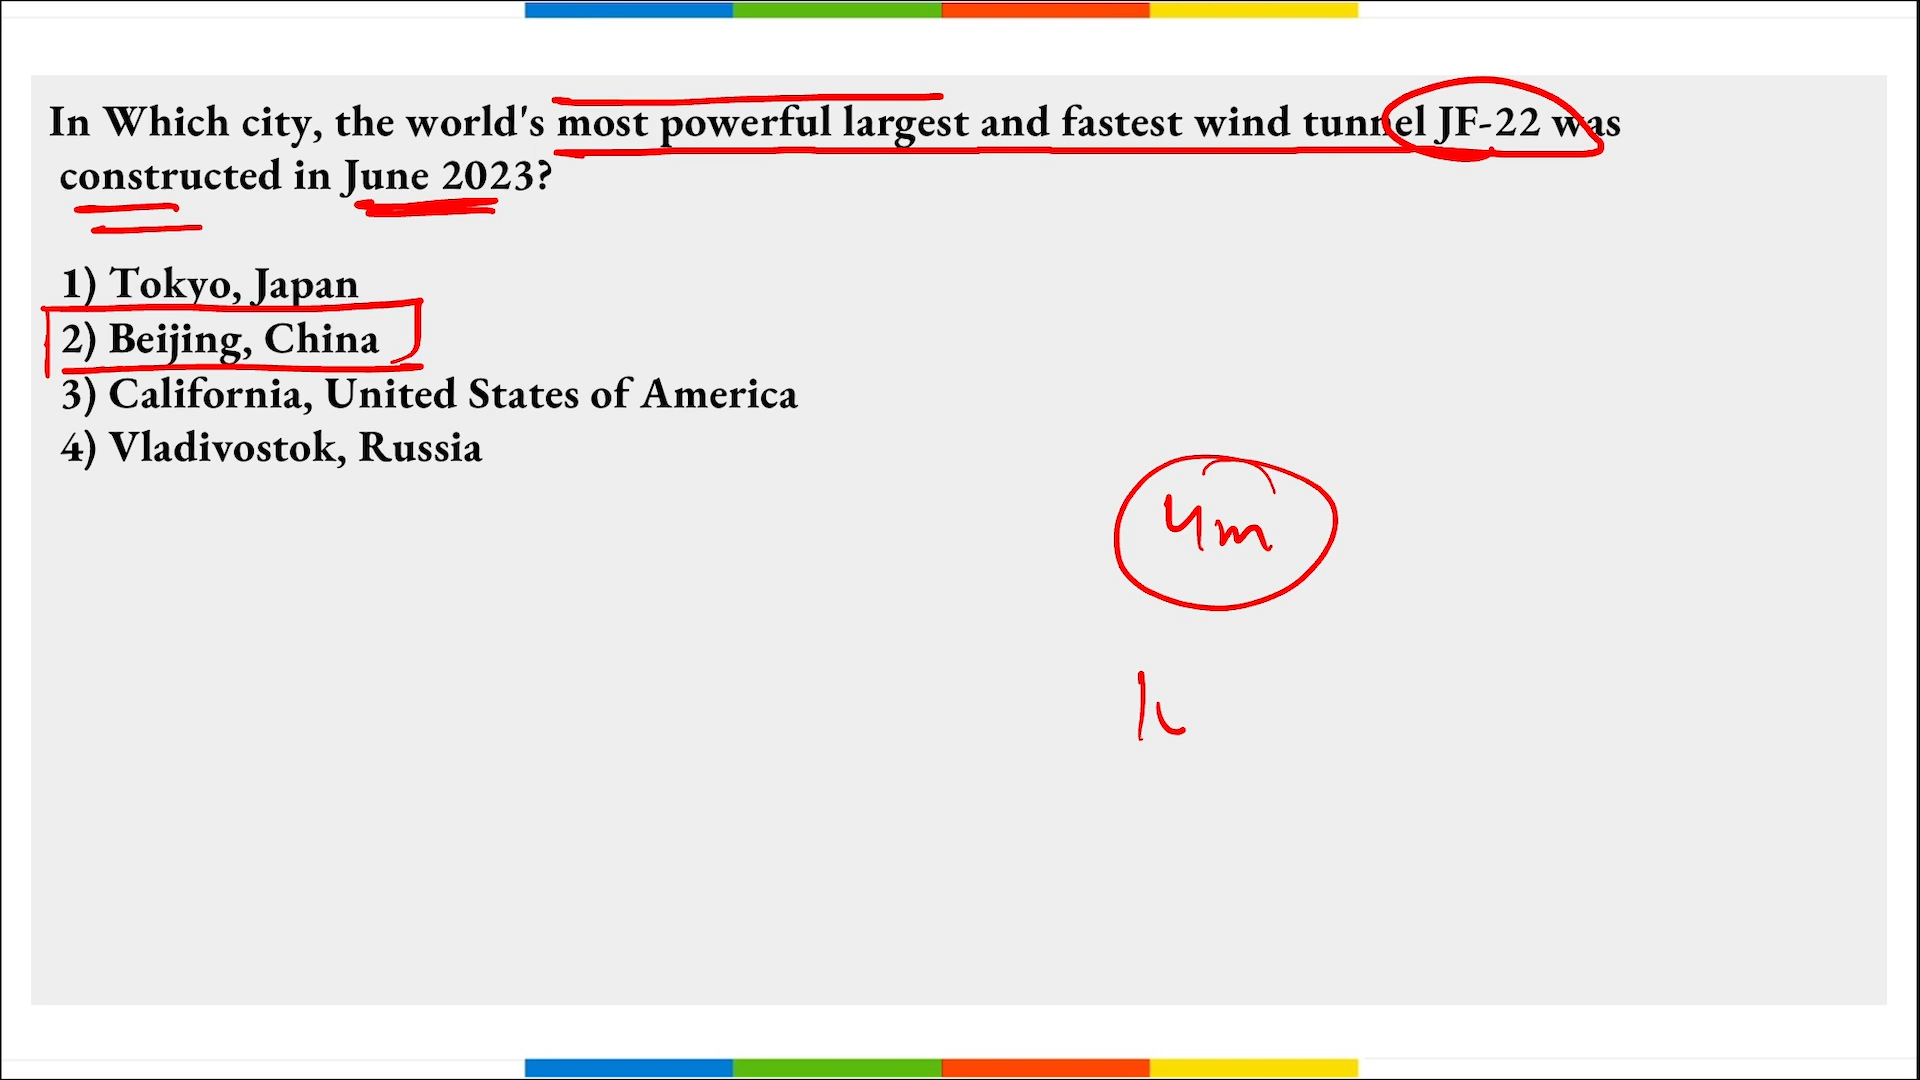 In Which city, the world's most powerful largest and fastest wind tunnel JF-22 was
constructed in June 2023?
1) Tokyo, Japan
2) Beijing, China
3) California, United States of America
4) Vladivostok, Russia
4m